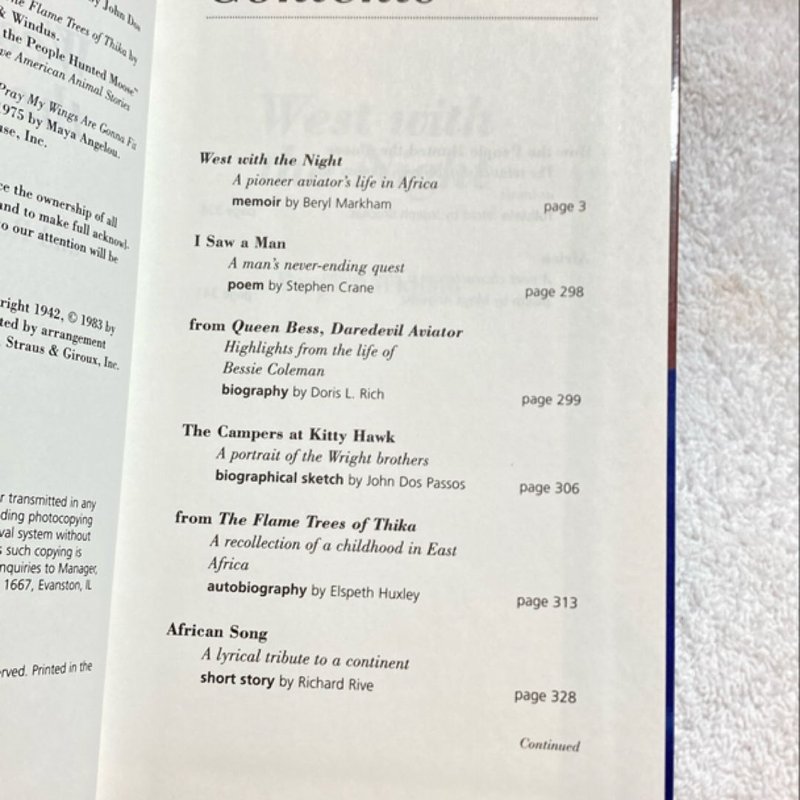 by John Dos
Flame Trees of Thika by
& Windus.
the People Hunted Moose"
American Animal Stories
Pray My Wings Are Gonna Fit
1975 by Maya Angelou.
Inc.
the ownership of all
and to make full acknowl-
to our attention will be
1942, © 1983 by
by arrangement
Straus & Giroux, Inc.
transmitted in any
photocopying
system without
such copying is
Manager,
1667, Evanston, IL
Printed in the
Contents
West with the Night
A pioneer aviator's life in Africa
memoir by Beryl Markham
page 3
I Saw a Man
A man's never-ending quest
poem by Stephen Crane
page 298
from Queen Bess, Daredevil Aviator
Highlights from the life of
Bessie Coleman
biography by Doris L. Rich
page 299
The Campers at Kitty Hawk
A portrait of the Wright brothers
biographical sketch by John Dos Passos
page 306
from The Flame Trees of Thika
A recollection of a childhood in East
Africa
autobiography by Elspeth Huxley
page 313
African Song
A lyrical tribute to a continent
short story by Richard Rive
page 328
Continued